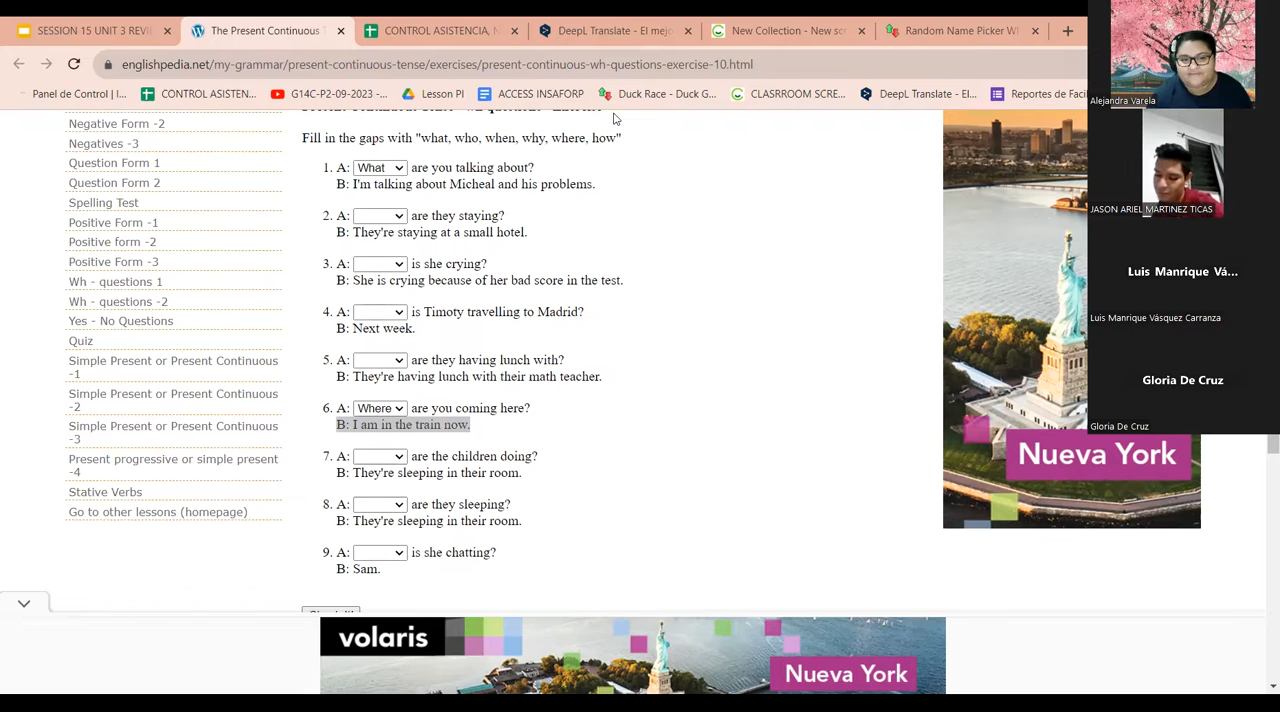 SESSION 15 UNIT 3 REVI
The Present Continuous T
CONTROL ASISTENCIA, N
DeepL Translate - El mej
New Collection - New scr
Random Name Picker W
englishpedia.net/my-grammar/present-continuous-tense/exercises/present-continuous-wh-questions-exercise-10.html
Panel de Control | I...
CONTROL ASISTEN...
G14C-P2-09-2023 -...
Lesson PI
ACCESS INSAFORP
Duck Race - Duck G...
CLASRROOM SCRE...
DeepL Translate - El...
Reportes de Facil...
Negative Form -2
Negatives -3
Question Form 1
Question Form 2
Spelling Test
Positive Form -1
Positive form -2
Positive Form -3
Wh - questions 1
Wh - questions -2
Yes - No Questions
Quiz
Simple Present or Present Continuous
-1
Simple Present or Present Continuous
-2
Simple Present or Present Continuous
-3
Present progressive or simple present
-4
Stative Verbs
Go to other lessons (homepage)
Fill in the gaps with "what, who, when, why, where, how"
1. A: What are you talking about?
B: I'm talking about Micheal and his problems.
2. A: are they staying?
B: They're staying at a small hotel.
3. A: is she crying?
B: She is crying because of her bad score in the test.
4. A: is Timoty travelling to Madrid?
B: Next week.
5. A: are they having lunch with?
B: They're having lunch with their math teacher.
6. A: Where are you coming here?
B: I am in the train now.
7. A: are the children doing?
B: They're sleeping in their room.
8. A: are they sleeping?
B: They're sleeping in their room.
9. A: is she chatting?
B: Sam.
Nueva York
volaris
Nueva York
Alejandra Varela
JASON ARIEL MARTINEZ TICAS
Luis Manrique Vá...
Luis Manrique Vásquez Carranza
Gloria De Cruz
Gloria De Cruz